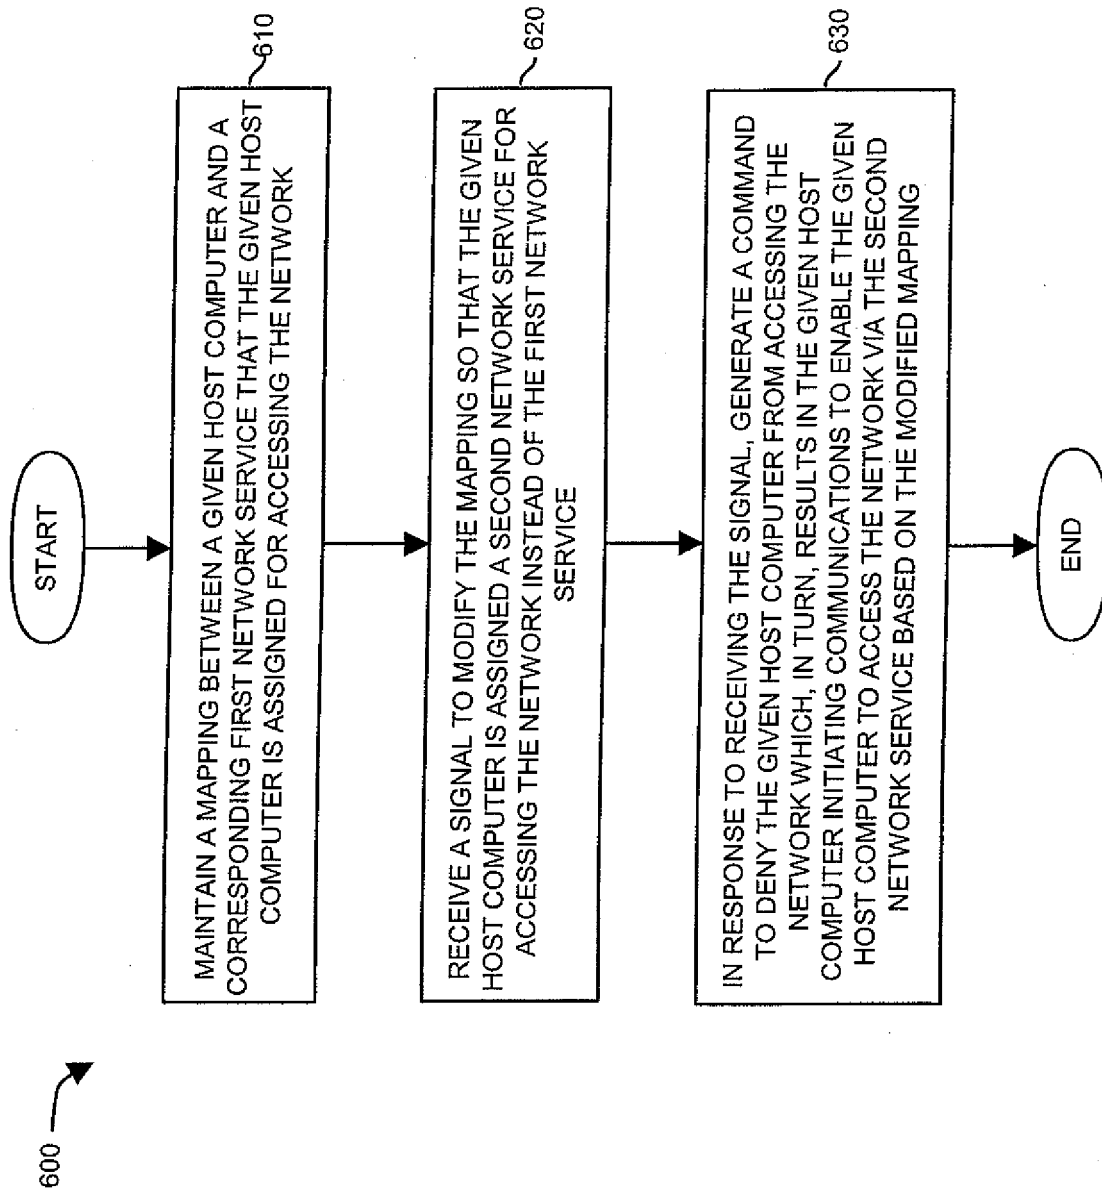 600
START
MAINTAIN A MAPPING BETWEEN A GIVEN HOST COMPUTER AND A
CORRESPONDING FIRST NETWORK SERVICE THAT THE GIVEN HOST
COMPUTER IS ASSIGNED FOR ACCESSING THE NETWORK
610
RECEIVE A SIGNAL TO MODIFY THE MAPPING SO THAT THE GIVEN
HOST COMPUTER IS ASSIGNED A SECOND NETWORK SERVICE FOR
ACCESSING THE NETWORK INSTEAD OF THE FIRST NETWORK
SERVICE
620
IN RESPONSE TO RECEIVING THE SIGNAL, GENERATE A COMMAND
TO DENY THE GIVEN HOST COMPUTER FROM ACCESSING THE
NETWORK WHICH, IN TURN, RESULTS IN THE GIVEN HOST
COMPUTER INITIATING COMMUNICATIONS TO ENABLE THE GIVEN
HOST COMPUTER TO ACCESS THE NETWORK VIA THE SECOND
NETWORK SERVICE BASED ON THE MODIFIED MAPPING
630
END